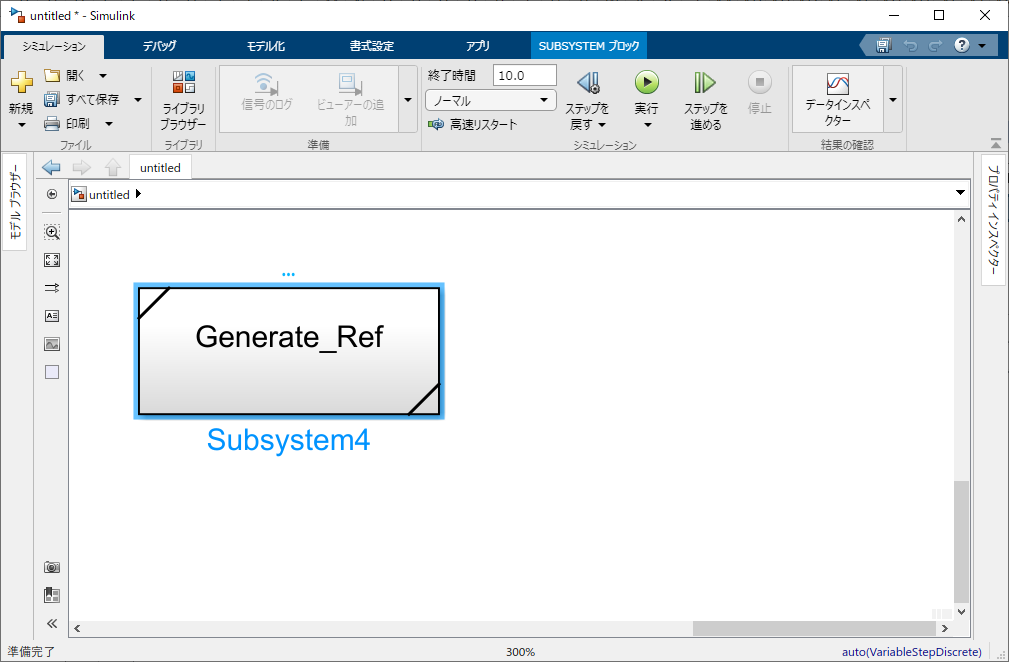 untitled * - Simulink
シミュレーション
デバッグ
モデル化
書式設定
アプリ
SUBSYSTEM ブロック
新規
開く
すべて保存
印刷
ファイル
ライブラリ
ブラウザー
ライブラリ
信号のログ
ビューアーの追
加
準備
終了時間
10.0
ノーマル
高速リスタート
ステップを
戻す
実行
ステップを
進める
停止
シミュレーション
データインスペ
クター
結果の確認
モデル ブラウザー
untitled
untitled
プロパティ インスペクター
...
Generate_Ref
Subsystem4
準備完了
300%
auto(VariableStepDiscrete)